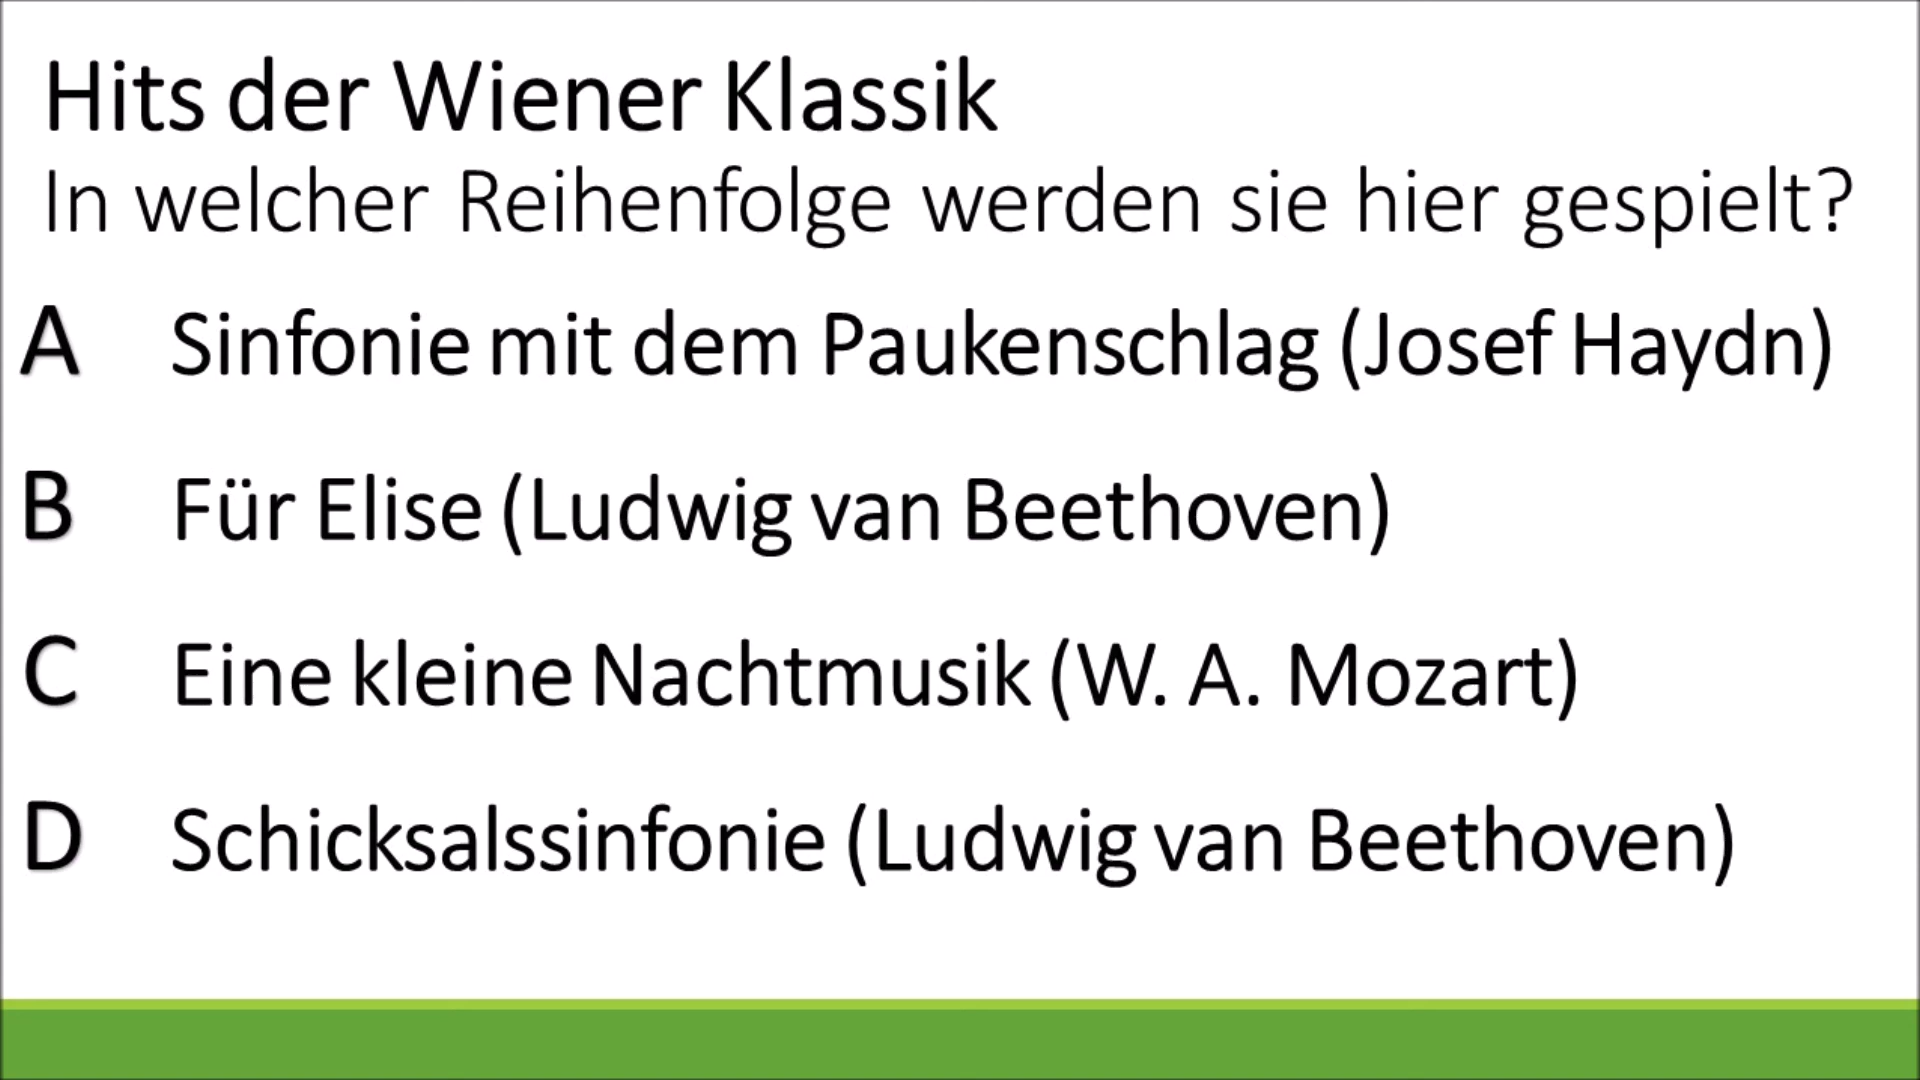 Hits der Wiener Klassik
In welcher Reihenfolge werden sie hier gespielt?
A Sinfonie mit dem Paukenschlag (Josef Haydn)
B Für Elise (Ludwig van Beethoven)
C Eine kleine Nachtmusik (W. A. Mozart)
D Schicksalssinfonie (Ludwig van Beethoven)